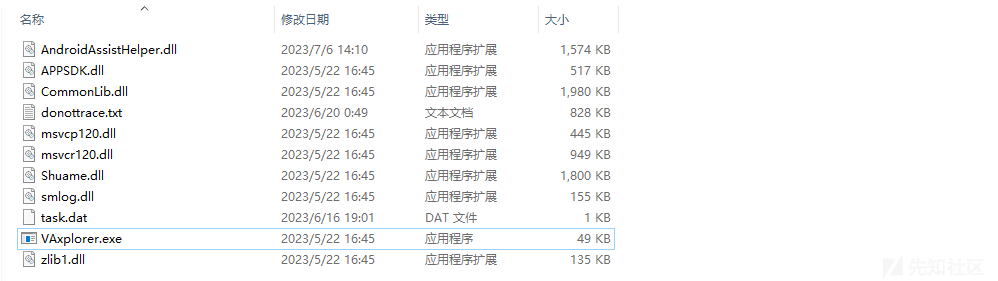 名称 修改日期 类型 大小
AndroidAssistHelper.dll 2023/7/6 14:10 应用程序扩展 1,574 KB
APPSDK.dll 2023/5/22 16:45 应用程序扩展 517 KB
CommonLib.dll 2023/5/22 16:45 应用程序扩展 1,980 KB
donottrace.txt 2023/6/20 0:49 文本文档 828 KB
msvcp120.dll 2023/5/22 16:45 应用程序扩展 445 KB
msvcr120.dll 2023/5/22 16:45 应用程序扩展 949 KB
Shuame.dll 2023/5/22 16:45 应用程序扩展 1,800 KB
smlog.dll 2023/5/22 16:45 应用程序扩展 155 KB
task.dat 2023/6/16 19:01 DAT 文件 1 KB
VAxplorer.exe 2023/5/22 16:45 应用程序 49 KB
zlib1.dll 2023/5/22 16:45 应用程序扩展 135 KB
先知社区